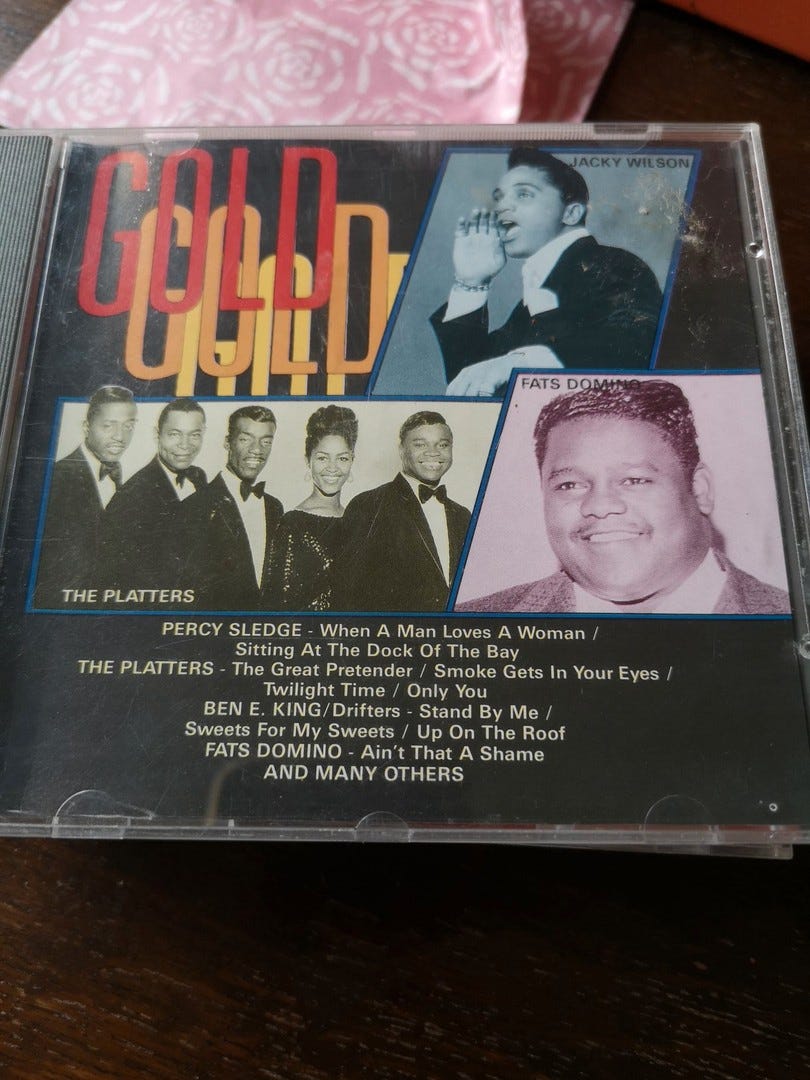 GOLD
GOLD
GOLD
JACKY WILSON
FATS DOMINO
THE PLATTERS
PERCY SLEDGE - When A Man Loves A Woman /
Sitting At The Dock Of The Bay
THE PLATTERS - The Great Pretender / Smoke Gets In Your Eyes /
Twilight Time / Only You
BEN E. KING/Drifters - Stand By Me /
Sweets For My Sweets / Up On The Roof
FATS DOMINO - Ain't That A Shame
AND MANY OTHERS